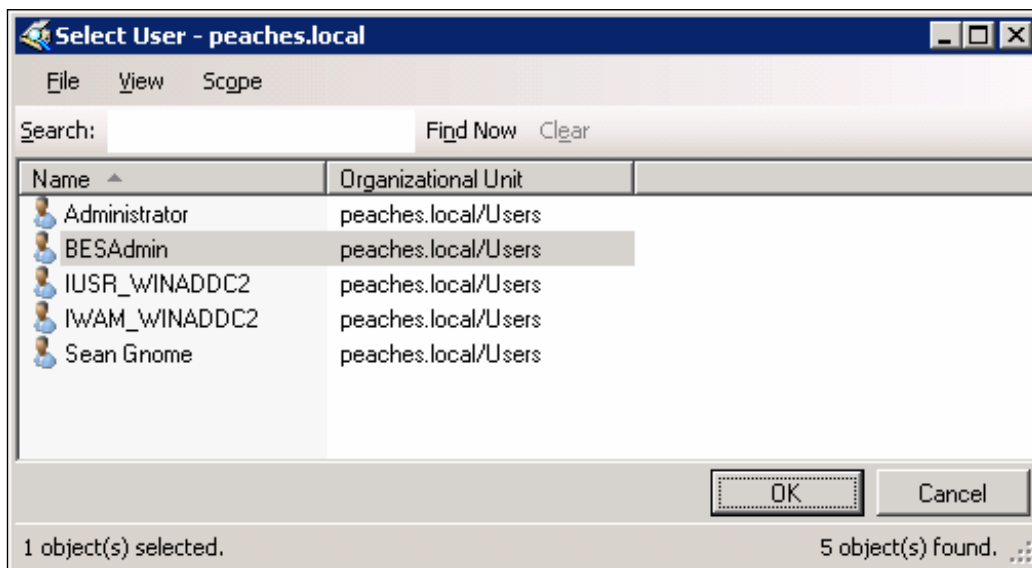 Select User - peaches.local
File View Scope
Search: Find Now Clear
Name Organizational Unit
Administrator peaches.local/Users
BESAdmin peaches.local/Users
IUSR_WINADDC2 peaches.local/Users
IWAM_WINADDC2 peaches.local/Users
Sean Gnome peaches.local/Users
OK Cancel
1 object(s) selected. 5 object(s) found.